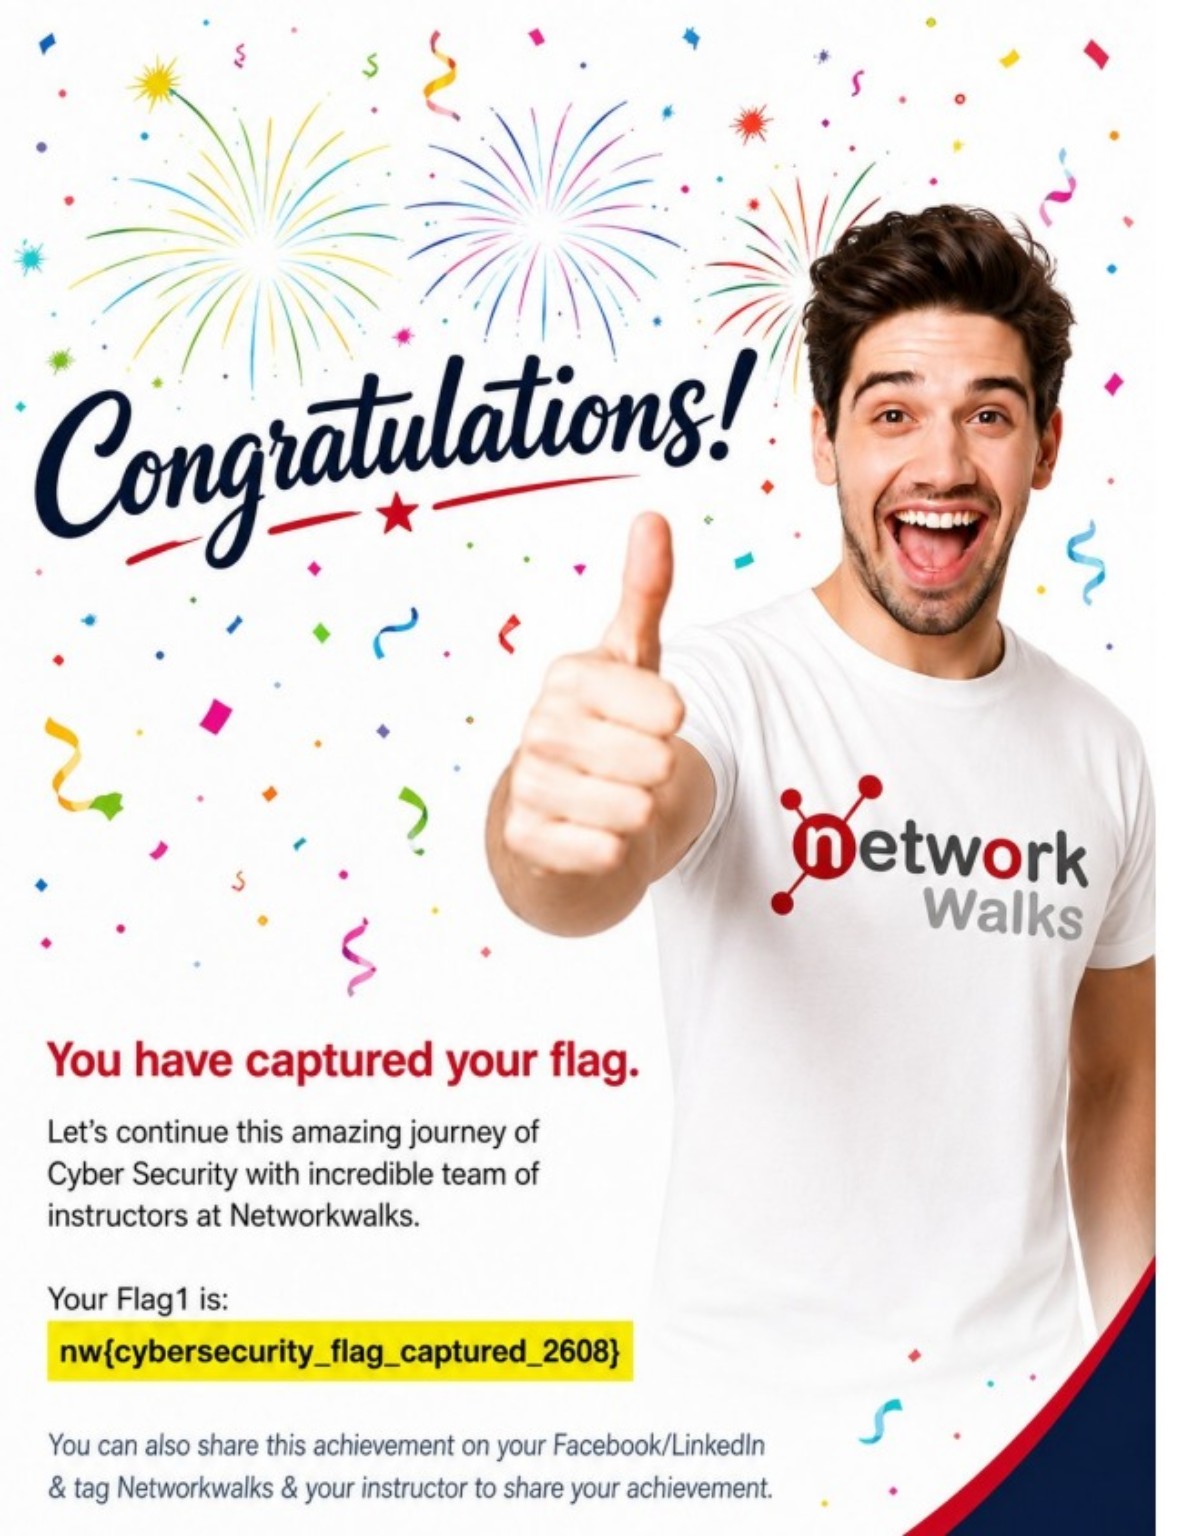 Congratulations!
network
Walks
You have captured your flag.
Let's continue this amazing journey of
Cyber Security with incredible team of
instructors at Networkwalks.
Your Flag1 is:
nw{cybersecurity_flag_captured_2608}
You can also share this achievement on your Facebook/LinkedIn
& tag Networkwalks & your instructor to share your achievement.